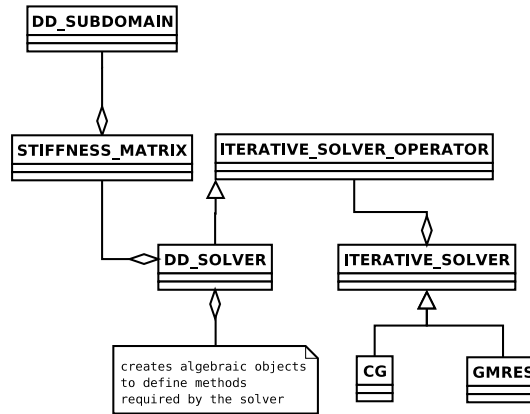 DD_SUBDOMAIN
STIFFNESS_MATRIX
ITERATIVE_SOLVER_OPERATOR
DD_SOLVER
ITERATIVE_SOLVER
creates algebraic objects
to define methods
required by the solver
CG
GMRES